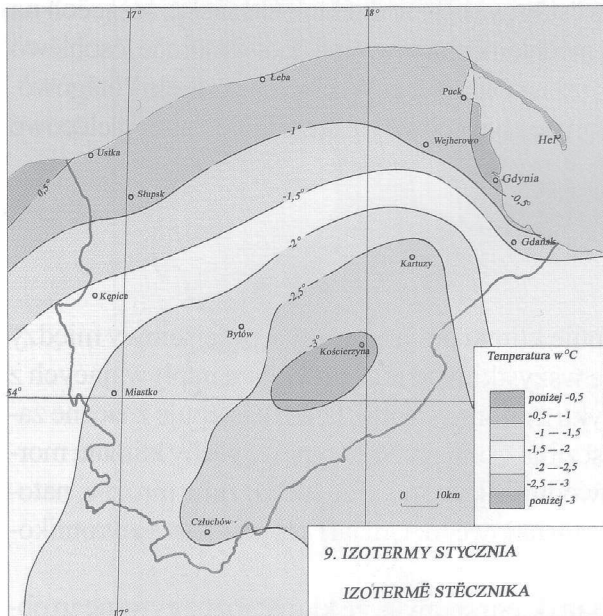 17°
18°
Łeba
Puck
Hel
Wejherowo
Ustka
Gdynia
-1°
0,5°
-0,5°
Słupsk
-1,5°
-2°
Gdańsk
Kartuzy
-2,5°
Kępice
Bytów
-3°
Kościerzyna
Temperatura w °C
54°
Miastko
poniżej -0,5
-0,5 — -1
-1 — -1,5
-1,5 — -2
-2 — -2,5
-2,5 — -3
poniżej -3
0 10km
Człuchów
9. IZOTERMY STYCZNIA
IZOTERMË STËCZNIKA
17°